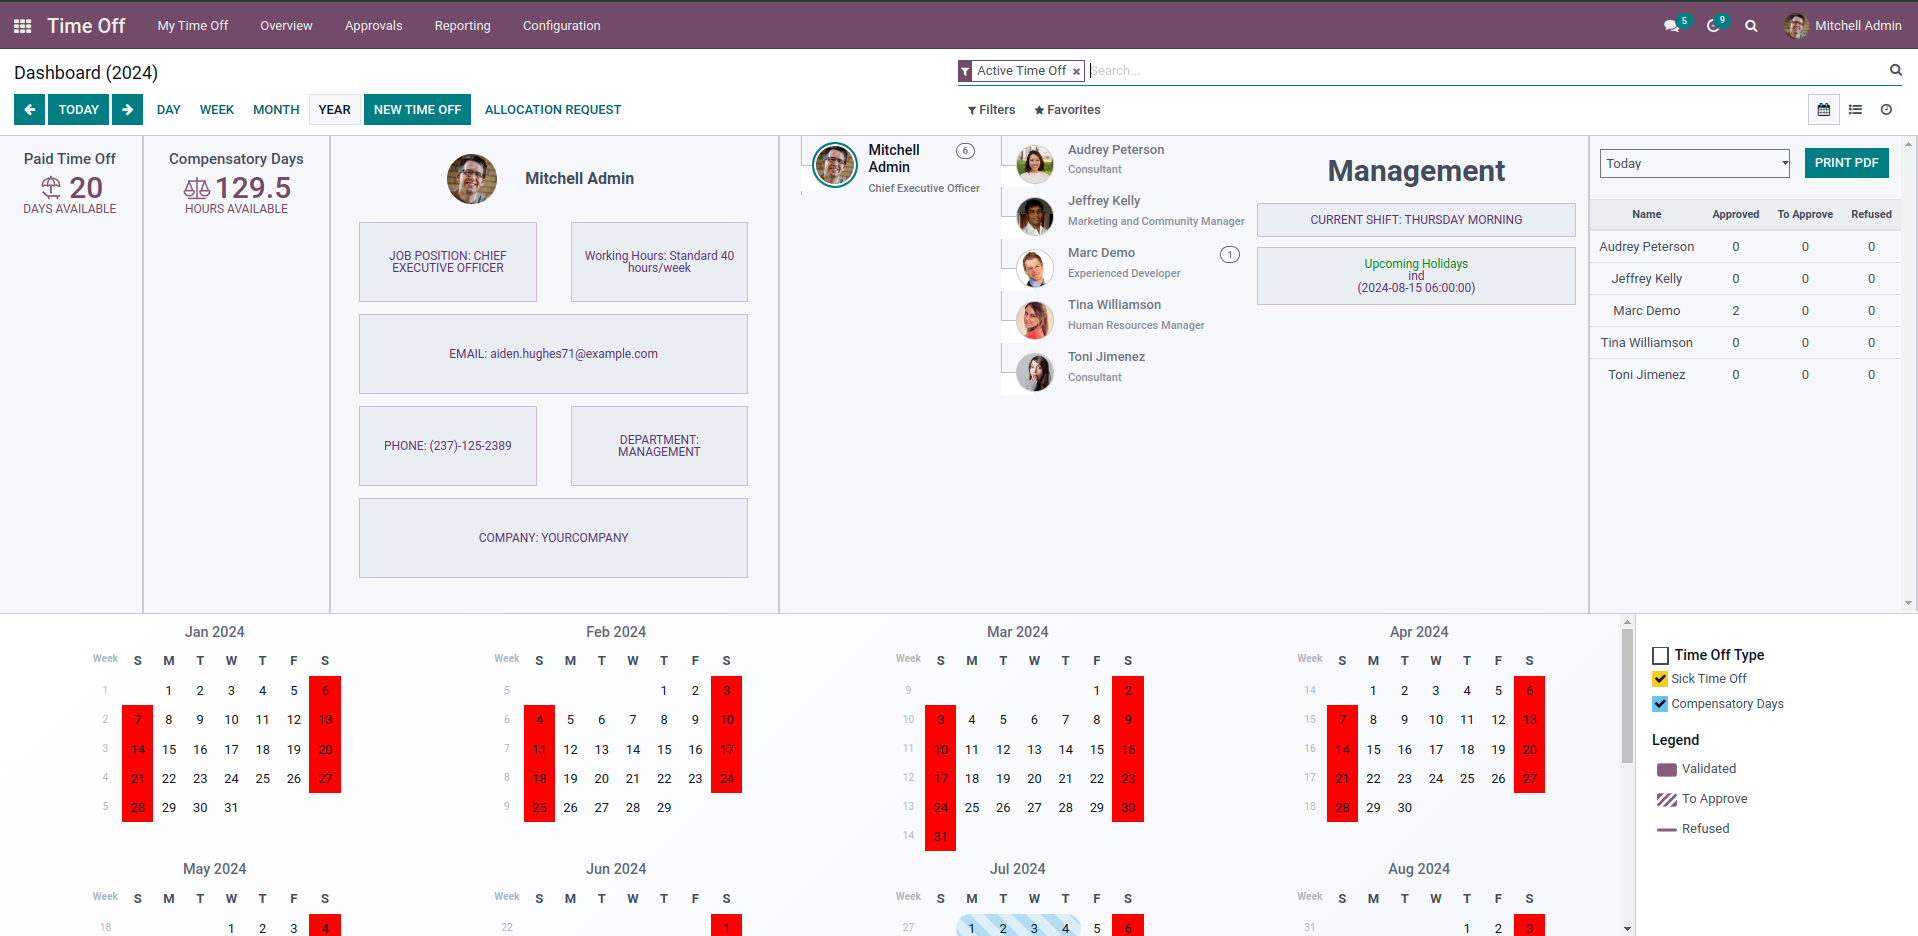 Time Off My Time Off Overview Approvals Reporting Configuration 5 9 Mitchell Admin
Dashboard (2024) Active Time Off × Search...
TODAY DAY WEEK MONTH YEAR NEW TIME OFF ALLOCATION REQUEST Filters Favorites
Paid Time Off
20
DAYS AVAILABLE
Compensatory Days
129.5
HOURS AVAILABLE
Mitchell Admin
JOB POSITION: CHIEF
EXECUTIVE OFFICER
Working Hours: Standard 40
hours/week
EMAIL: aiden.hughes71@example.com
PHONE: (237)-125-2389
DEPARTMENT:
MANAGEMENT
COMPANY: YOURCOMPANY
Mitchell
Admin
6
Chief Executive Officer
Audrey Peterson
Consultant
Jeffrey Kelly
Marketing and Community Manager
Marc Demo
1
Experienced Developer
Tina Williamson
Human Resources Manager
Toni Jimenez
Consultant
Management
CURRENT SHIFT: THURSDAY MORNING
Upcoming Holidays
ind
(2024-08-15 06:00:00)
Today PRINT PDF
Name Approved To Approve Refused
Audrey Peterson 0 0 0
Jeffrey Kelly 0 0 0
Marc Demo 2 0 0
Tina Williamson 0 0 0
Toni Jimenez 0 0 0
Jan 2024
Week S M T W T F S
1 1 2 3 4 5 6
2 7 8 9 10 11 12 13
3 14 15 16 17 18 19 20
4 21 22 23 24 25 26 27
5 28 29 30 31
Feb 2024
Week S M T W T F S
5 1 2 3
6 4 5 6 7 8 9 10
7 11 12 13 14 15 16 17
8 18 19 20 21 22 23 24
9 25 26 27 28 29
Mar 2024
Week S M T W T F S
9 1 2
10 3 4 5 6 7 8 9
11 10 11 12 13 14 15 16
12 17 18 19 20 21 22 23
13 24 25 26 27 28 29 30
14 31
Apr 2024
Week S M T W T F S
14 1 2 3 4 5 6
15 7 8 9 10 11 12 13
16 14 15 16 17 18 19 20
17 21 22 23 24 25 26 27
18 28 29 30
May 2024
Week S M T W T F S
18 1 2 3 4
Jun 2024
Week S M T W T F S
22 1
Jul 2024
Week S M T W T F S
27 1 2 3 4 5 6
Aug 2024
Week S M T W T F S
31 1 2 3
Time Off Type
Sick Time Off
Compensatory Days
Legend
Validated
To Approve
Refused